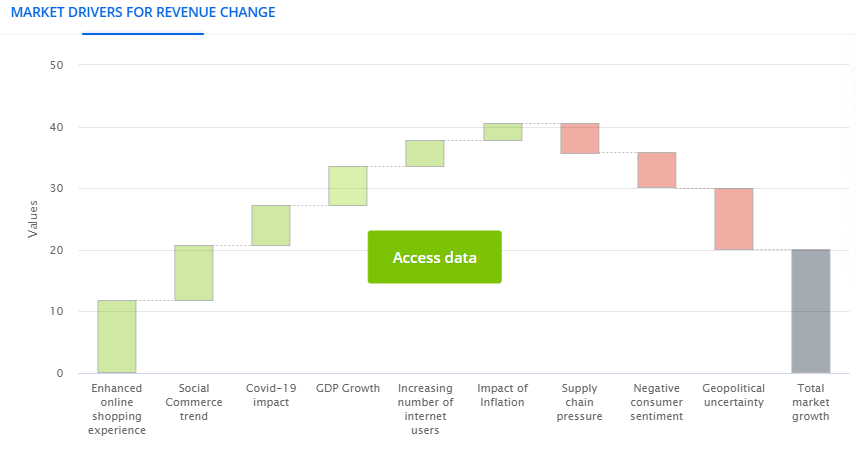 MARKET DRIVERS FOR REVENUE CHANGE
50
40
30
20
10
0
Values
Access data
Enhanced
online
shopping
experience
Social
Commerce
trend
Covid-19
impact
GDP Growth
Increasing
number of
internet
users
Impact of
Inflation
Supply
chain
pressure
Negative
consumer
sentiment
Geopolitical
uncertainty
Total
market
growth